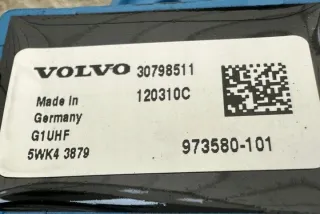 VOLVO 30798511
Made In 120310C
Germany
G1UHF
5WK4 3879 973580-101